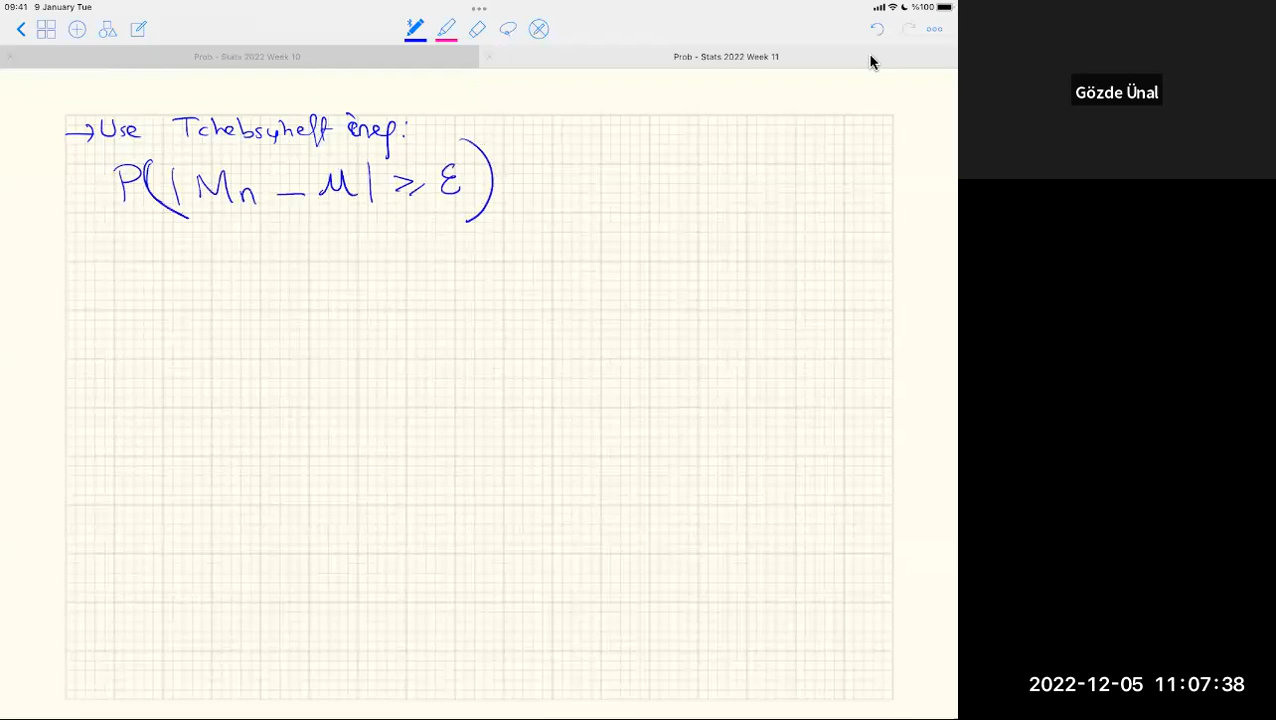 09:41 9 January Tue
%100
Prob - Stats 2022 Week 10
Prob - Stats 2022 Week 11
Gözde Ünal
→Use Tchebsyheff ineq:
P(|Mn - μ| ≥ ε)
2022-12-05 11:07:38